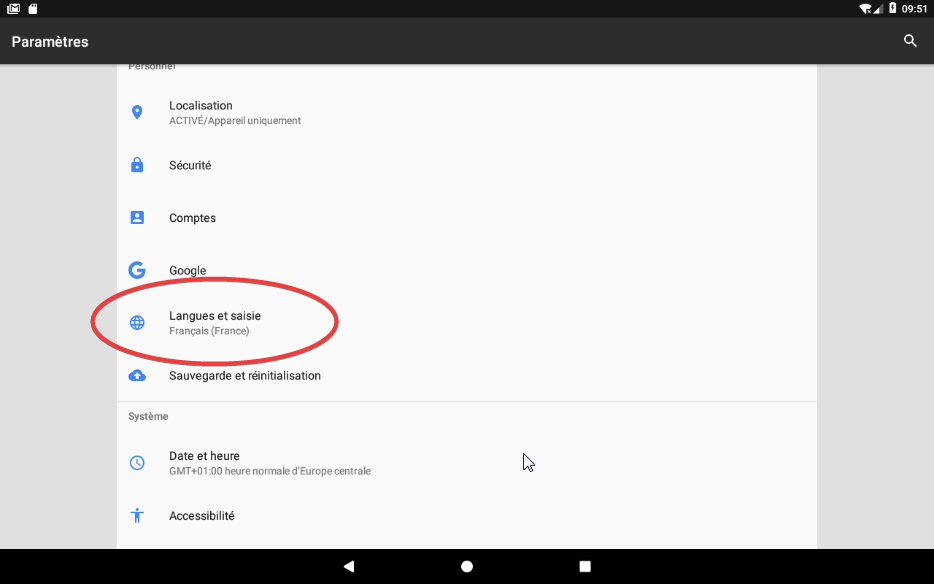 09:51
Paramètres
Personnel
Localisation
ACTIVÉ/Appareil uniquement
Sécurité
Comptes
Google
Langues et saisie
Français (France)
Sauvegarde et réinitialisation
Système
Date et heure
GMT+01:00 heure normale d'Europe centrale
Accessibilité